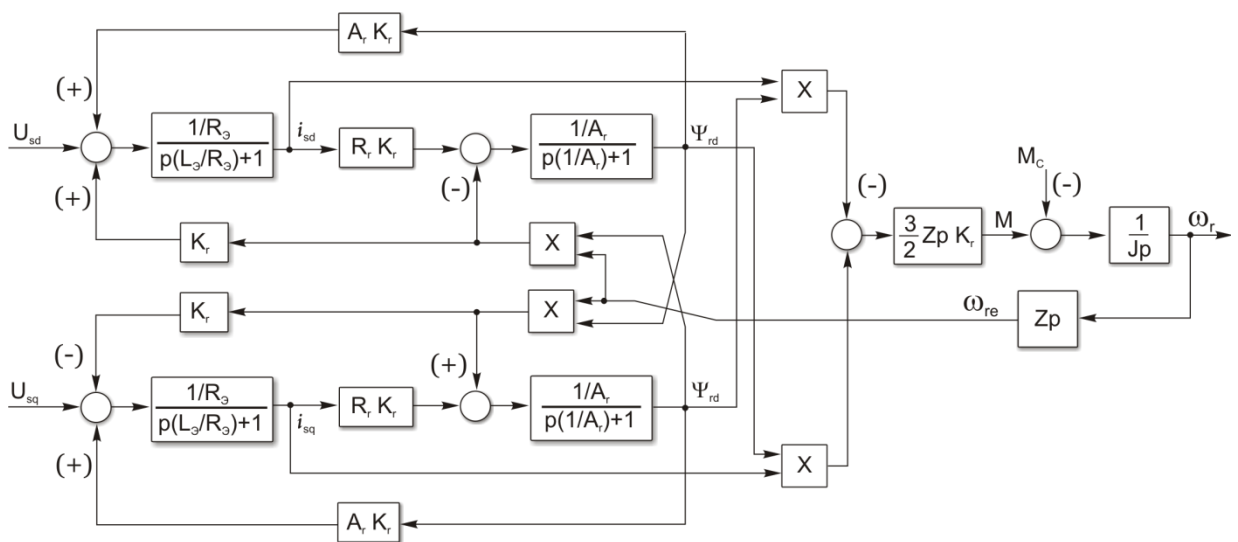 A_r K_r
(+)
U_sd
1/R_Э
p(L_Э/R_Э)+1
i_sd
R_r K_r
1/A_r
p(1/A_r)+1
Ψ_rd
X
(-)
(+)
(-)
K_r
X
M_C
(-)
3/2 Zp K_r
M
1/Jp
ω_r
K_r
X
ω_re
Zp
(-)
(+)
U_sq
1/R_Э
p(L_Э/R_Э)+1
i_sq
R_r K_r
1/A_r
p(1/A_r)+1
Ψ_rd
X
(+)
A_r K_r